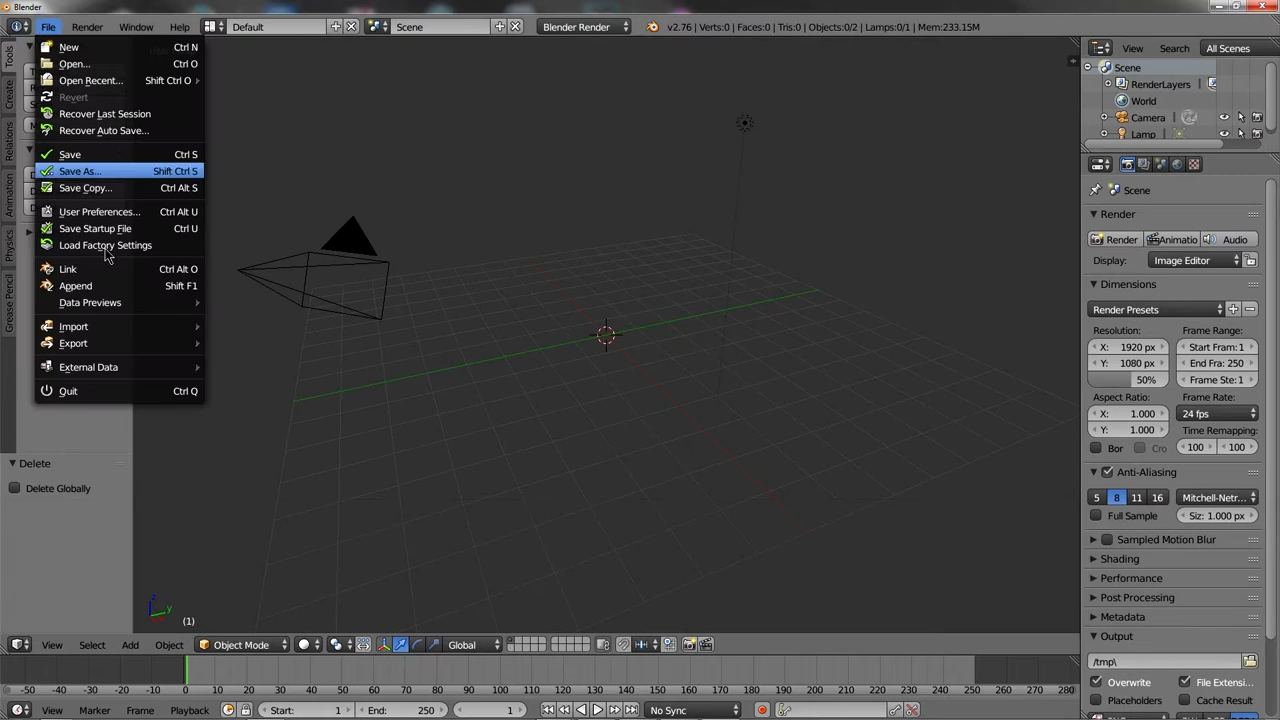 Blender
File Render Window Help Default Scene Blender Render v2.76 | Verts:0 | Faces:0 | Tris:0 | Objects:0/2 | Lamps:0/1 | Mem:233.15M
New Ctrl N
Open... Ctrl O
Open Recent... Shift Ctrl O
Revert
Recover Last Session
Recover Auto Save...
Save Ctrl S
Save As... Shift Ctrl S
Save Copy... Ctrl Alt S
User Preferences... Ctrl Alt U
Save Startup File Ctrl U
Load Factory Settings
Link Ctrl Alt O
Append Shift F1
Data Previews
Import
Export
External Data
Quit Ctrl Q
Tools
Create
Relations
Animation
Physics
Grease Pencil
Delete
Delete Globally
z
y
(1)
View Select Add Object Object Mode Global
-50 -40 -30 -20 -10 0 10 20 30 40 50 60 70 80 90 100 110 120 130 140 150 160 170 180 190 200 210 220 230 240 250 260 270 280
View Marker Frame Playback Start: 1 End: 250 1 No Sync
View Search All Scenes
Scene
RenderLayers
World
Camera
Lamp
Scene
Render
Render Animatio Audio
Display: Image Editor
Dimensions
Render Presets
Resolution: Frame Range:
X: 1920 px Start Fram: 1
Y: 1080 px End Fra: 250
50% Frame Ste: 1
Aspect Ratio: Frame Rate:
X: 1.000 24 fps
Y: 1.000 Time Remapping:
Bor Cro 100 100
Anti-Aliasing
5 8 11 16 Mitchell-Netr...
Full Sample Siz: 1.000 px
Sampled Motion Blur
Shading
Performance
Post Processing
Metadata
Output
/tmp\
Overwrite File Extensi...
Placeholders Cache Result